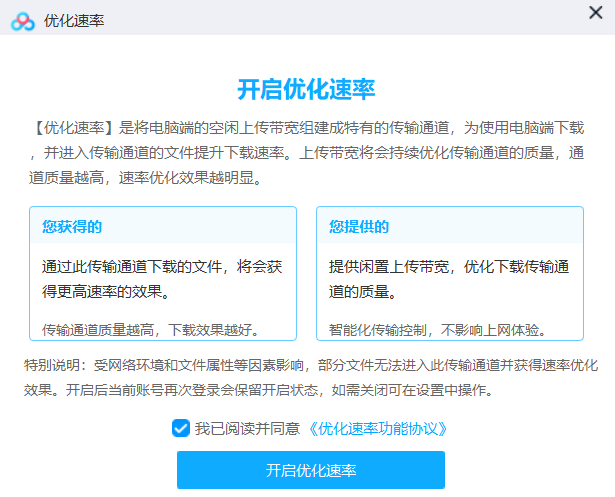 优化速率
开启优化速率
【优化速率】是将电脑端的空闲上传带宽组建成特有的传输通道，为使用电脑端下载
，并进入传输通道的文件提升下载速率。上传带宽将会持续优化传输通道的质量，通
道质量越高，速率优化效果越明显。
您获得的
通过此传输通道下载的文件，将会获
得更高速率的效果。
传输通道质量越高，下载效果越好。
您提供的
提供闲置上传带宽，优化下载传输通
道的质量。
智能化传输控制，不影响上网体验。
特别说明：受网络环境和文件属性等因素影响，部分文件无法进入此传输通道并获得速率优化
效果。开启后当前账号再次登录会保留开启状态，如需关闭可在设置中操作。
我已阅读并同意《优化速率功能协议》
开启优化速率